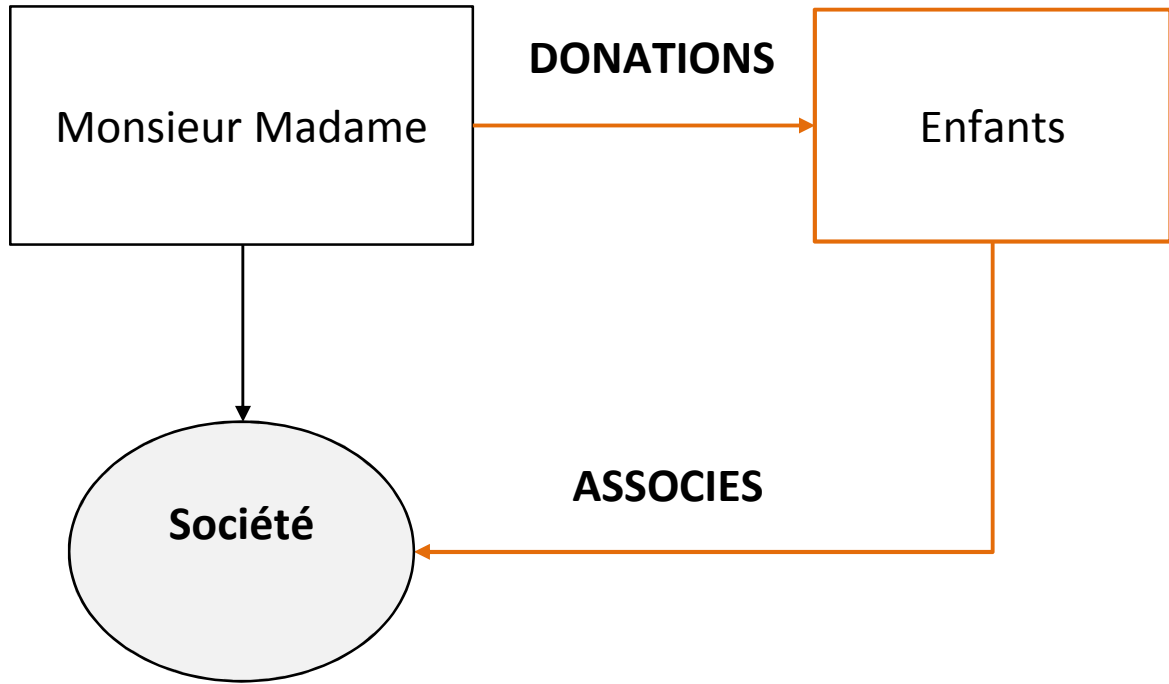 DONATIONS
Monsieur Madame
Enfants
ASSOCIES
Société